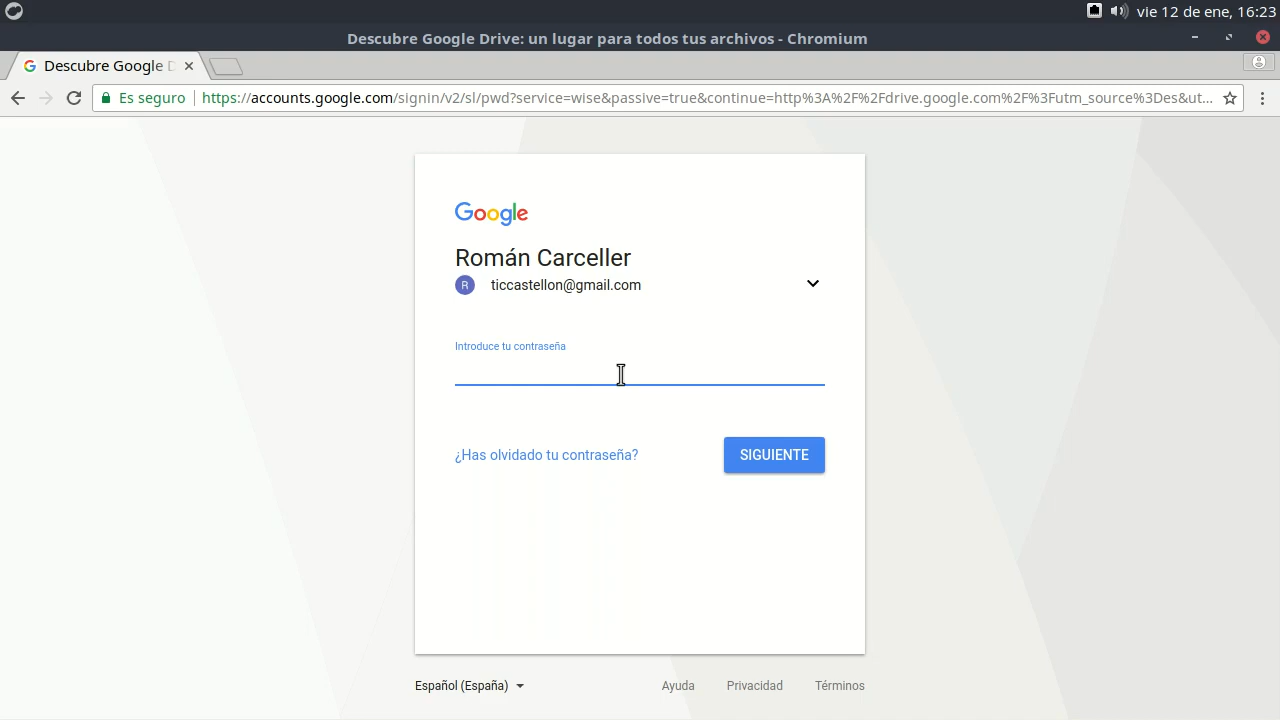 vie 12 de ene, 16:23
Descubre Google Drive: un lugar para todos tus archivos - Chromium
Descubre Google D
Es seguro
https://accounts.google.com/signin/v2/sl/pwd?service=wise&passive=true&continue=http%3A%2F%2Fdrive.google.com%2F%3Futm_source%3Des&ut...
Google
Román Carceller
R ticcastellon@gmail.com
Introduce tu contraseña
¿Has olvidado tu contraseña?
SIGUIENTE
Español (España)
Ayuda
Privacidad
Términos